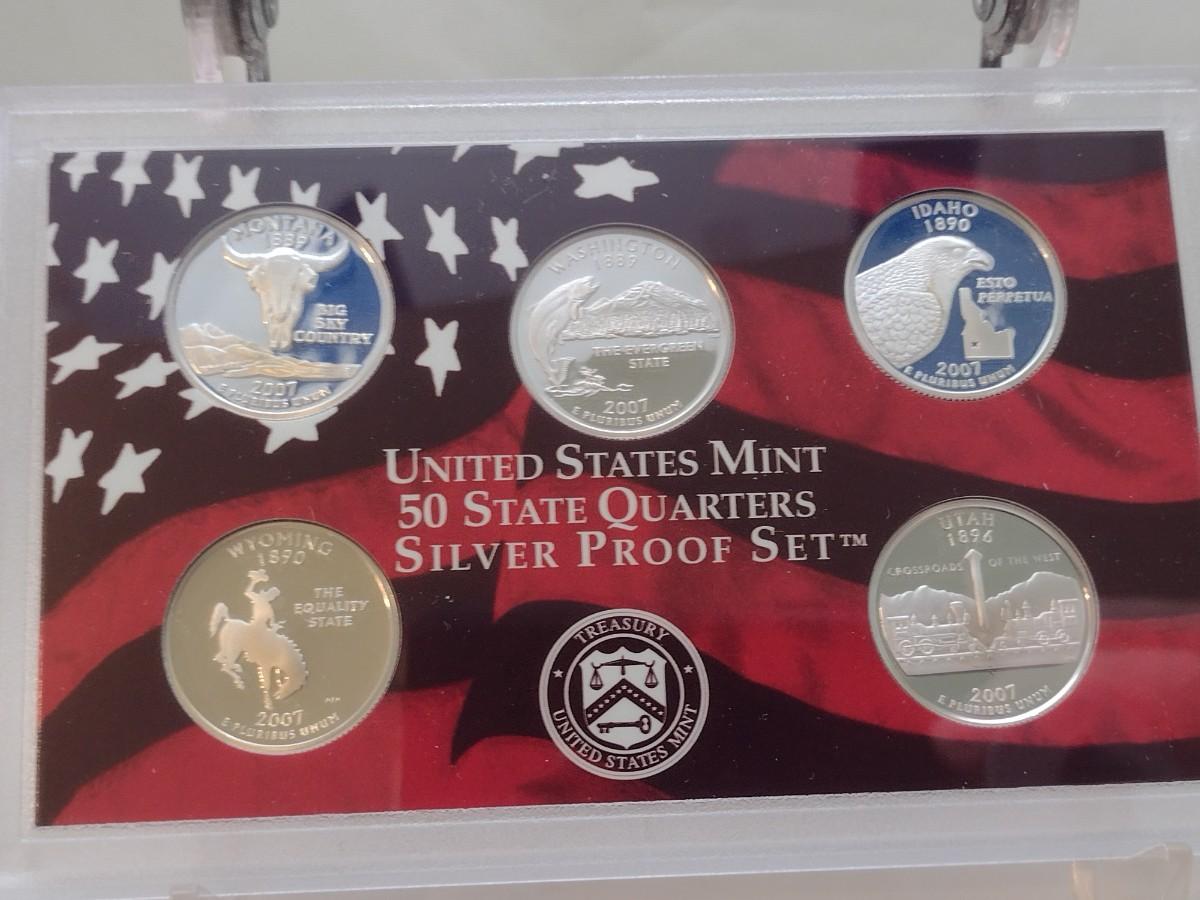 MONTANA
1889
BIG
SKY
COUNTRY
2007
E PLURIBUS UNUM
WASHINGTON
1889
THE EVERGREEN
STATE
2007
E PLURIBUS UNUM
IDAHO
1890
ESTO
PERPETUA
2007
E PLURIBUS UNUM
UNITED STATES MINT
50 STATE QUARTERS
SILVER PROOF SET™
WYOMING
1890
THE
EQUALITY
STATE
2007
E PLURIBUS UNUM
TREASURY
UNITED STATES MINT
UTAH
1896
CROSSROADS OF THE WEST
2007
E PLURIBUS UNUM